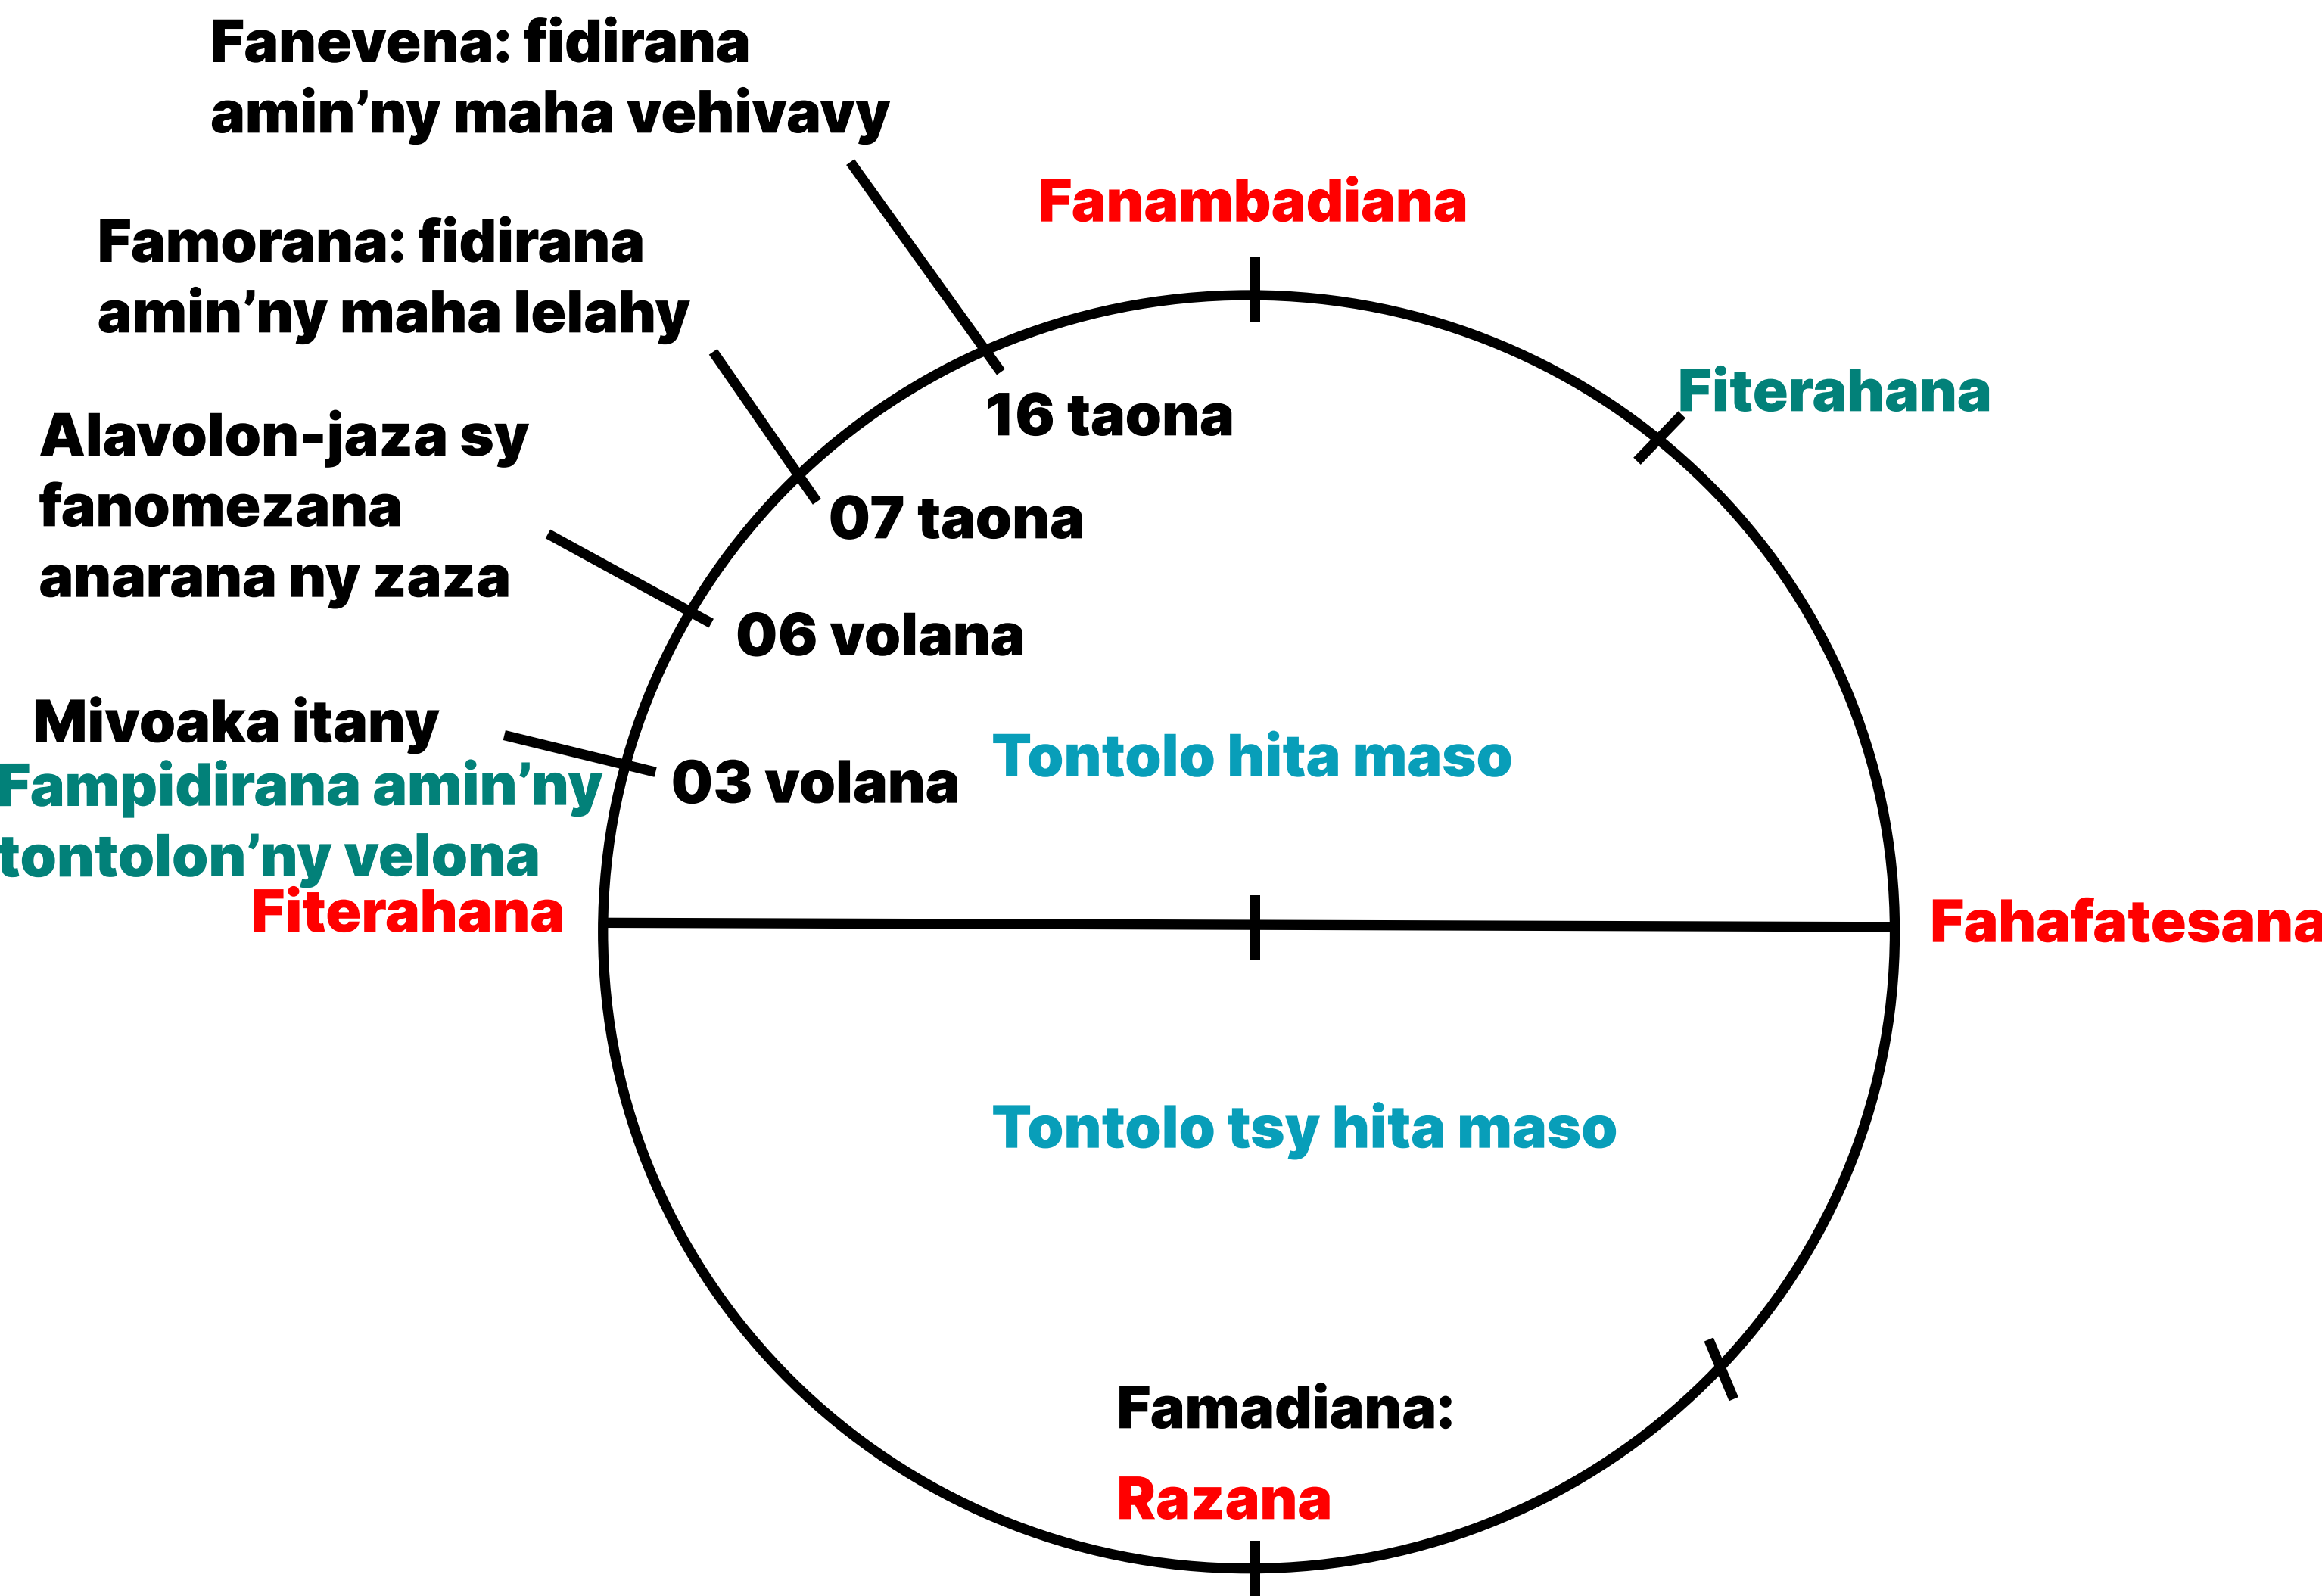 Fanevena: fidirana
amin’ny maha vehivavy
Fanambadiana
Famorana: fidirana
amin’ny maha lelahy
Fiterahana
16 taona
Alavolon-jaza sy
fanomezana
anarana ny zaza
07 taona
06 volana
Mivoaka itany
03 volana
Tontolo hita maso
Fampidirana amin’ny
tontolon’ny velona
Fiterahana
Fahafatesana
Tontolo tsy hita maso
Famadiana:
Razana